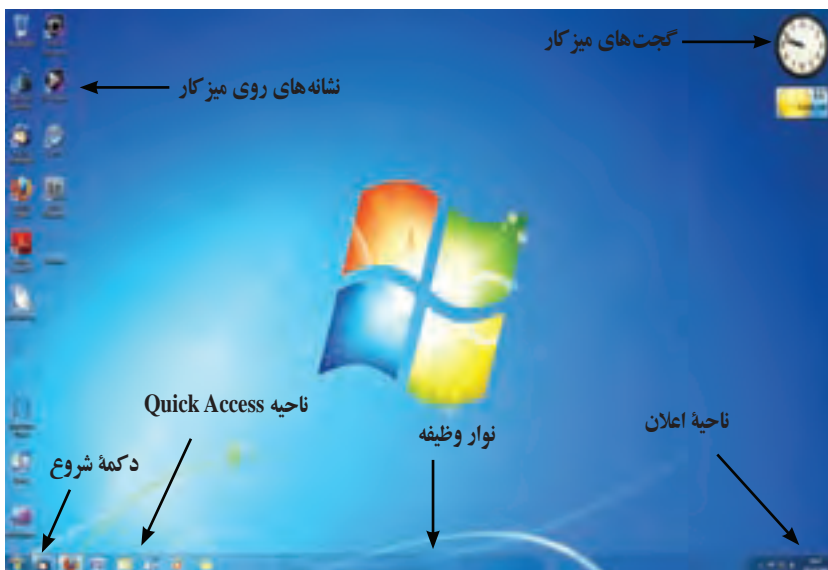 گجت‌های میزکار
نشانه‌های روی میزکار
ناحیه Quick Access
ناحیهٔ اعلان
نوار وظیفه
دکمهٔ شروع